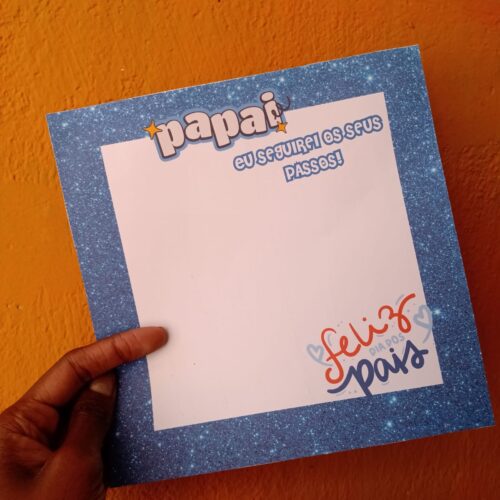 papai
EU SEGUIREI OS SEUS
PASSOS!
feliz
DIA DOS
pais